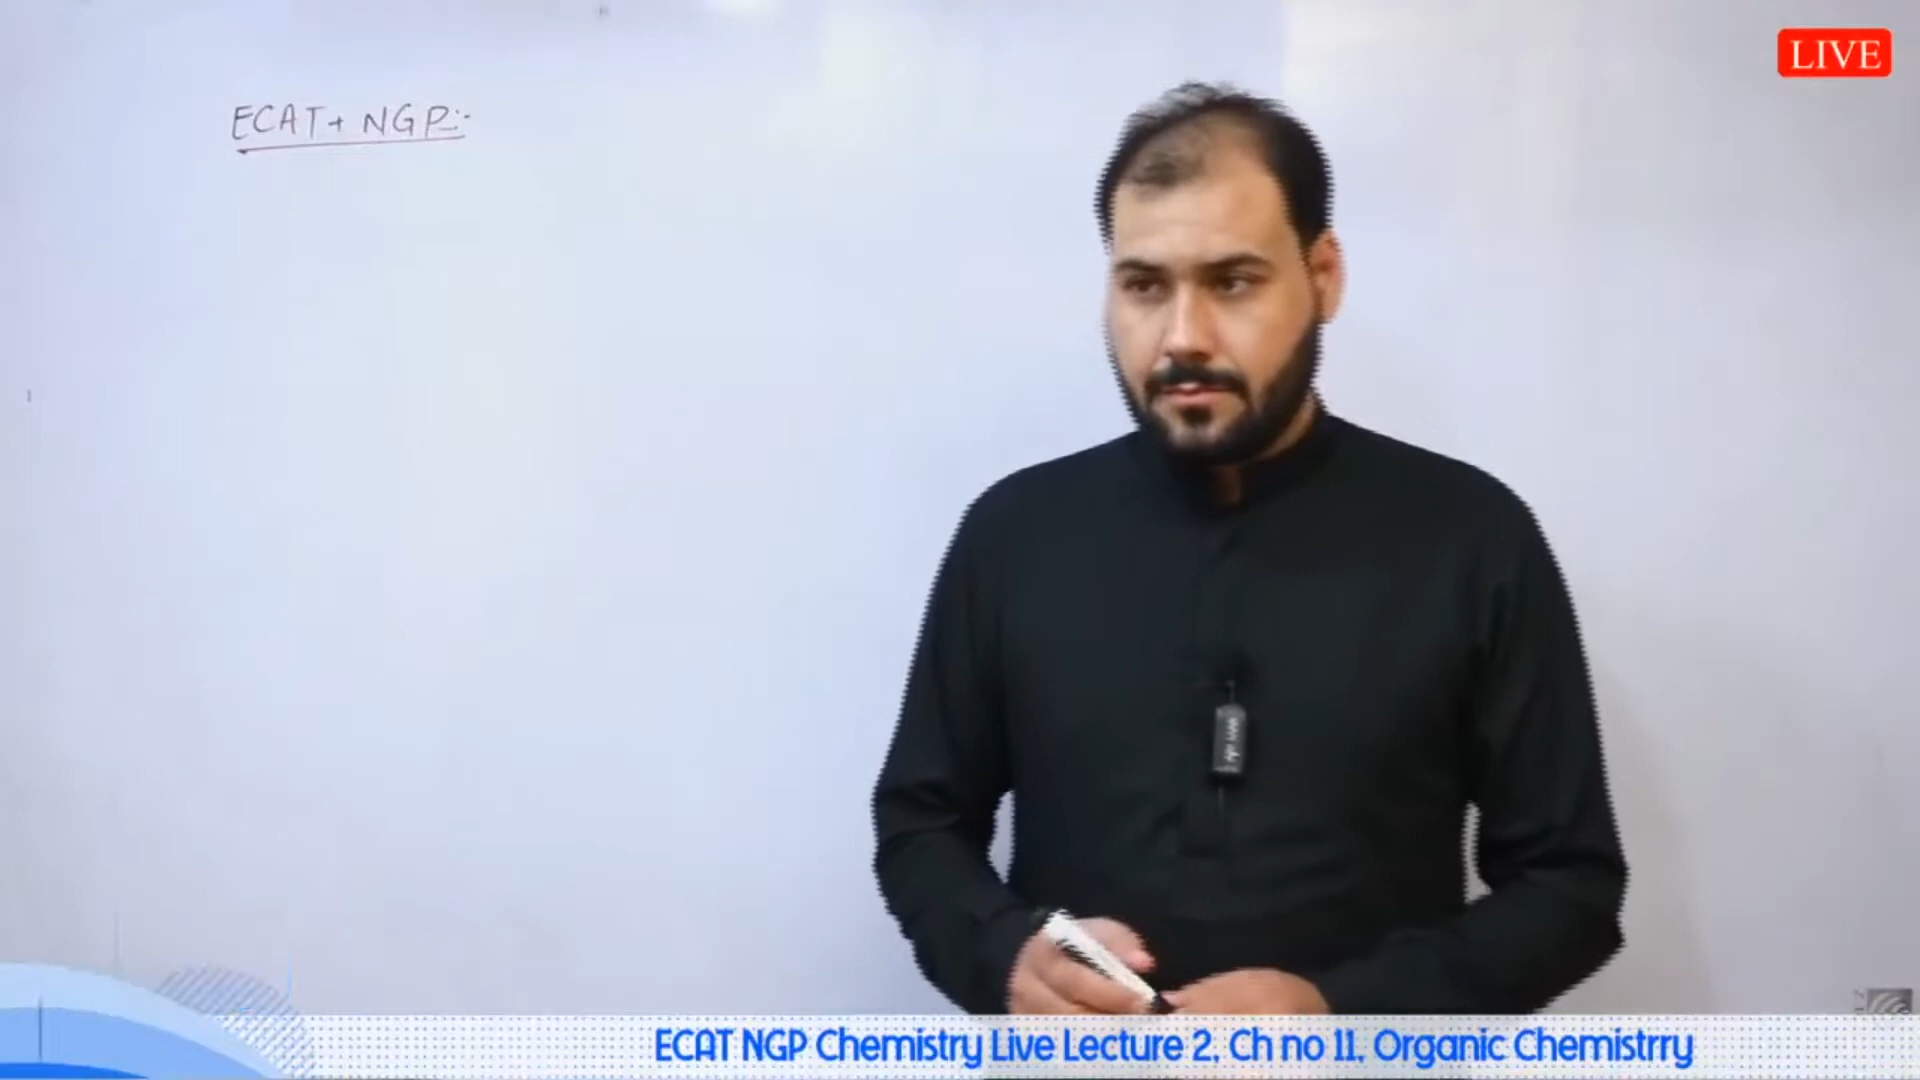 LIVE
ECAT + NGP:-
ECAT NGP Chemistry Live Lecture 2, Ch no 11, Organic Chemistrry